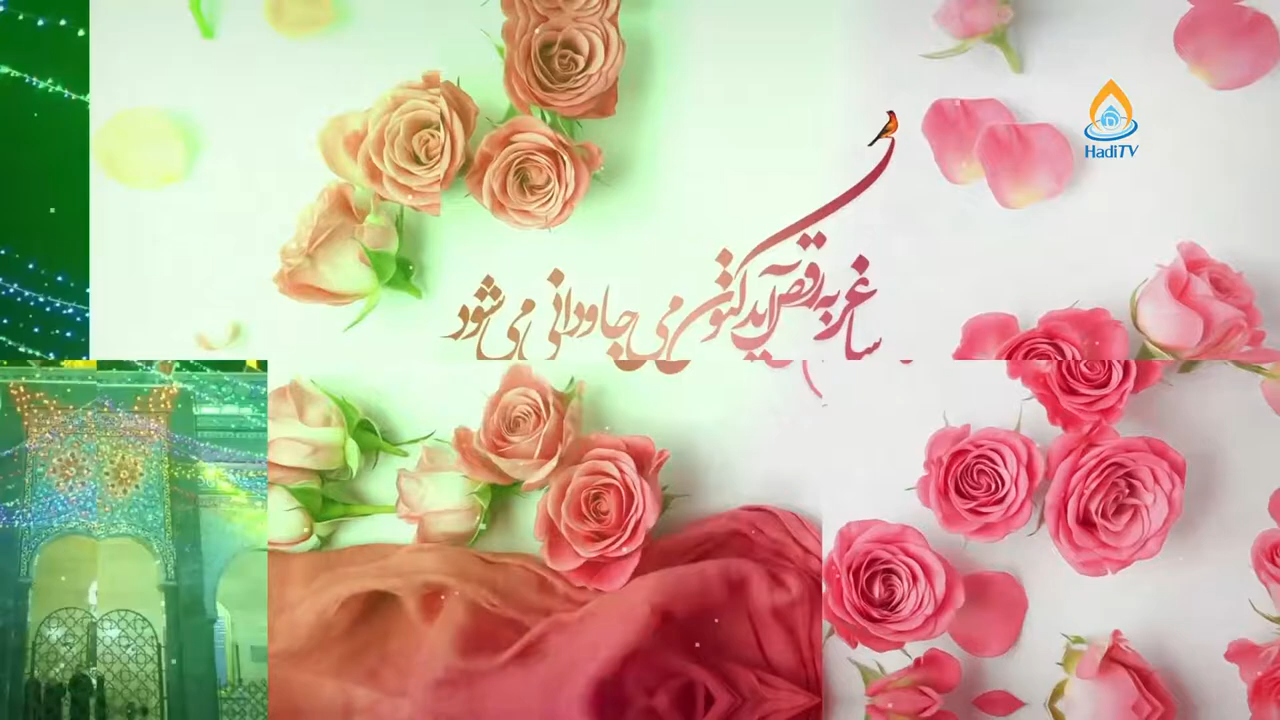 HadiTV
ساغر به رقص آید کنون می جاودانی می شود